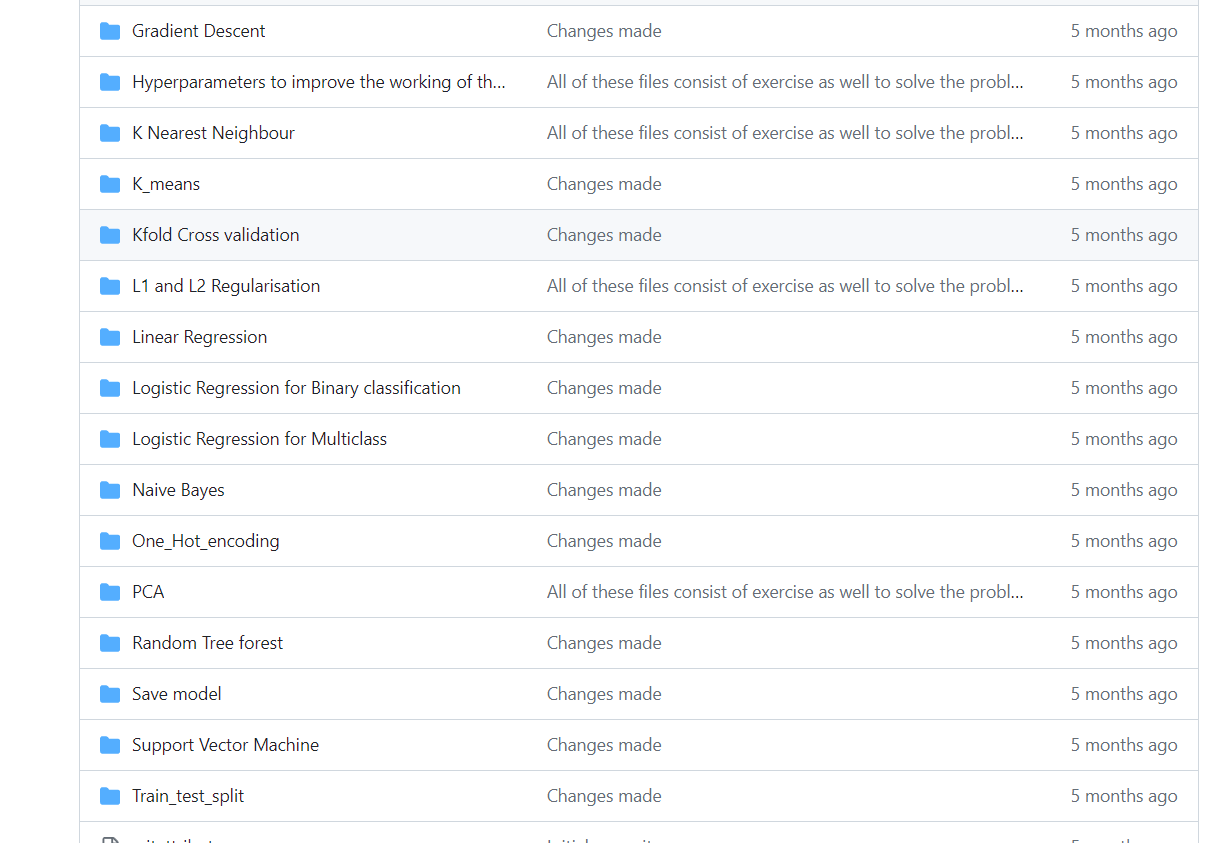 Gradient Descent Changes made 5 months ago
Hyperparameters to improve the working of th... All of these files consist of exercise as well to solve the probl... 5 months ago
K Nearest Neighbour All of these files consist of exercise as well to solve the probl... 5 months ago
K_means Changes made 5 months ago
Kfold Cross validation Changes made 5 months ago
L1 and L2 Regularisation All of these files consist of exercise as well to solve the probl... 5 months ago
Linear Regression Changes made 5 months ago
Logistic Regression for Binary classification Changes made 5 months ago
Logistic Regression for Multiclass Changes made 5 months ago
Naive Bayes Changes made 5 months ago
One_Hot_encoding Changes made 5 months ago
PCA All of these files consist of exercise as well to solve the probl... 5 months ago
Random Tree forest Changes made 5 months ago
Save model Changes made 5 months ago
Support Vector Machine Changes made 5 months ago
Train_test_split Changes made 5 months ago